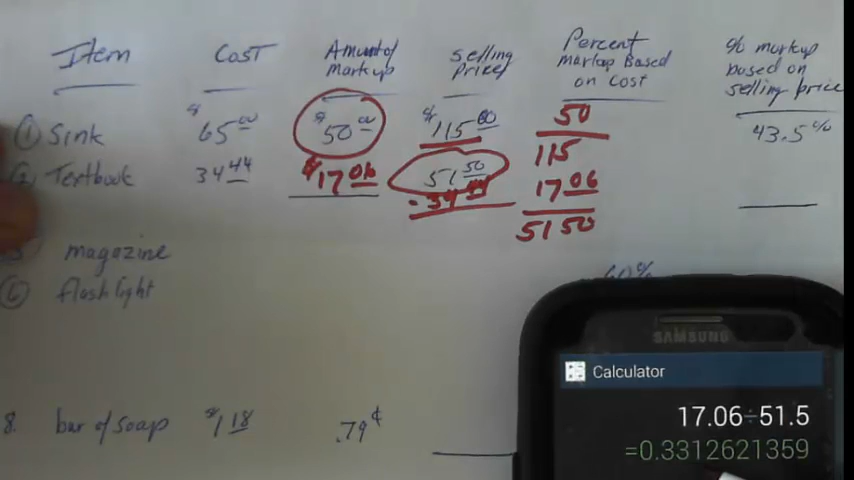 Item Cost Amount of Markup Selling Price Percent Markup Based on Cost % markup based on selling price
① Sink $65.00 $50.00 $115.00 50 43.5%
115
② Textbook 34.44 $17.06 51.50 17.06
- 34.44 51 50
magazine
⑥ flashlight 60%
8. bar of soap $1.18 .79¢
SAMSUNG
Calculator
17.06÷51.5
=0.3312621359